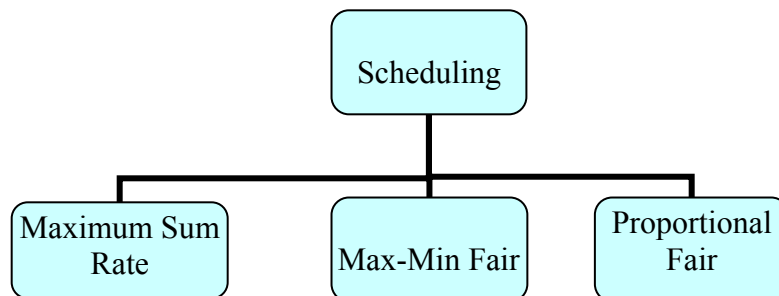 Scheduling
Maximum Sum
Rate
Max-Min Fair
Proportional
Fair